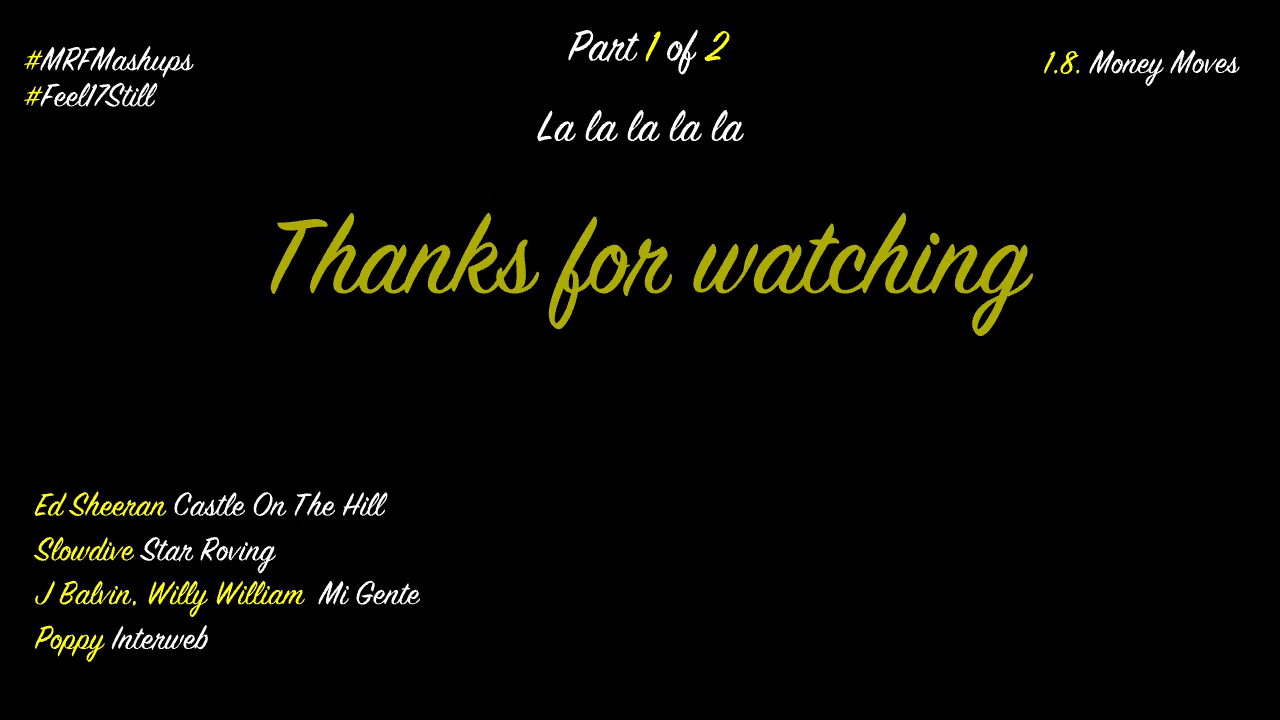 #MRFMashups
#Feel17Still
Part 1 of 2
1.8. Money Moves
La la la la la
Thanks for watching
Ed Sheeran Castle On The Hill
Slowdive Star Roving
J Balvin, Willy William Mi Gente
Poppy Interweb